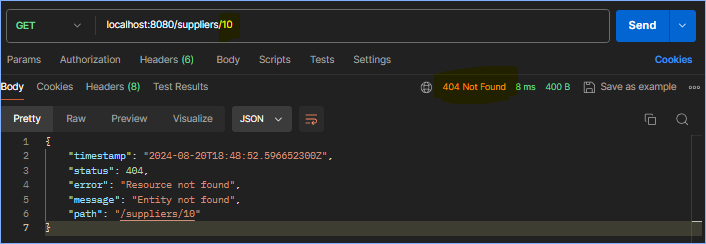 GET localhost:8080/suppliers/10 Send
Params Authorization Headers (6) Body Scripts Tests Settings Cookies
Body Cookies Headers (8) Test Results 404 Not Found 8 ms 400 B Save as example
Pretty Raw Preview Visualize JSON
1 {
2 "timestamp": "2024-08-20T18:48:52.596652300Z",
3 "status": 404,
4 "error": "Resource not found",
5 "message": "Entity not found",
6 "path": "/suppliers/10"
7 }